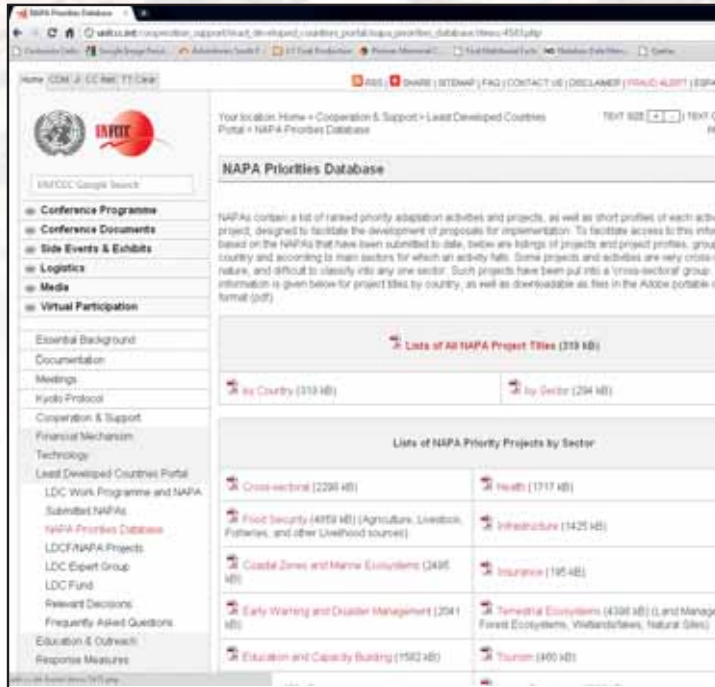 NAPA Priorities Database
Home CDM JI CC:Net TT:Clear
RSS | SHARE | SITEMAP | FAQ | CONTACT US | DISCLAIMER | FRAUD ALERT |
Your location: Home > Cooperation & Support > Least Developed Countries
Portal > NAPA Priorities Database
TEXT SIZE [ + ] [ - ] |
UNFCCC
UNFCCC Google Search
Conference Programme
Conference Documents
Side Events & Exhibits
Logistics
Media
Virtual Participation
Essential Background
Documentation
Meetings
Kyoto Protocol
Cooperation & Support
Financial Mechanism
Technology
Least Developed Countries Portal
LDC Work Programme and NAPA
Submitted NAPAs
NAPA Priorities Database
LDCF/NAPA Projects
LDC Expert Group
LDC Fund
Relevant Decisions
Frequently Asked Questions
Education & Outreach
Response Measures
NAPA Priorities Database
NAPAs contain a list of ranked priority adaptation activities and projects, as well as short profiles of each
project, designed to facilitate the development of proposals for implementation. To facilitate access to this
based on the NAPAs that have been submitted to date, below are listings of projects and project profiles,
country and according to main sectors for which an activity falls. Some projects and activities are very
nature, and difficult to classify into any one sector. Such projects have been put into a 'cross-sectoral' group.
information is given below for project titles by country, as well as downloadable as files in the Adobe portable
format (pdf)
Lists of All NAPA Project Titles (319 kB)
by Country (319 kB)
by Sector (294 kB)
Lists of NAPA Priority Projects by Sector
Cross-sectoral (2298 kB)
Health (1717 kB)
Food Security (4859 kB) (Agriculture, Livestock,
Fisheries, and other Livelihood sources)
Infrastructure (1425 kB)
Coastal Zones and Marine Ecosystems (2495
kB)
Insurance (195 kB)
Early Warning and Disaster Management (2041
kB)
Terrestrial Ecosystems (4398 kB) (Land
Forest Ecosystems, Wetlands/lakes, Natural Sites)
Education and Capacity Building (1582 kB)
Tourism (460 kB)